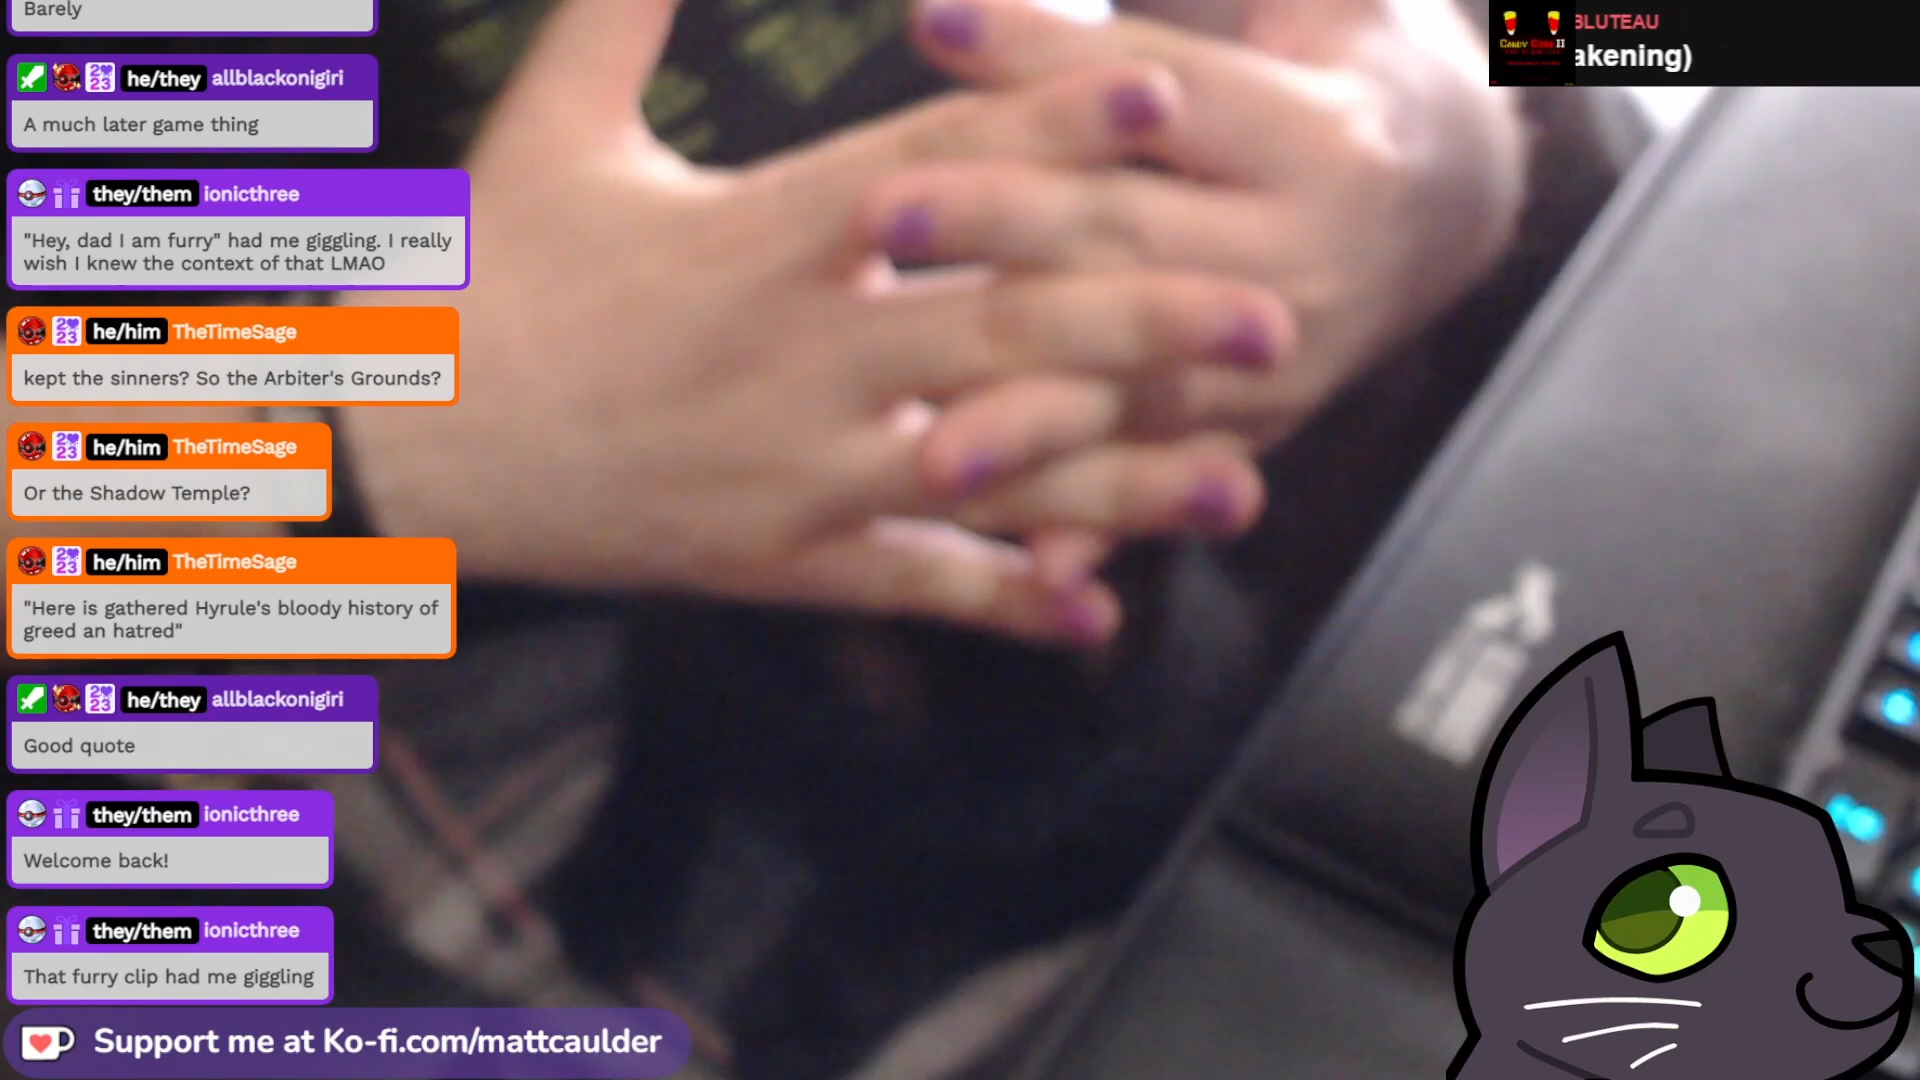 Barely
he/they allblackonigiri
A much later game thing
they/them ionicthree
"Hey, dad I am furry" had me giggling. I really
wish I knew the context of that LMAO
he/him TheTimeSage
kept the sinners? So the Arbiter's Grounds?
he/him TheTimeSage
Or the Shadow Temple?
he/him TheTimeSage
"Here is gathered Hyrule's bloody history of
greed an hatred"
he/they allblackonigiri
Good quote
they/them ionicthree
Welcome back!
they/them ionicthree
That furry clip had me giggling
Support me at Ko-fi.com/mattcaulder
BLUTEAU
akening)
CANDY CORN II